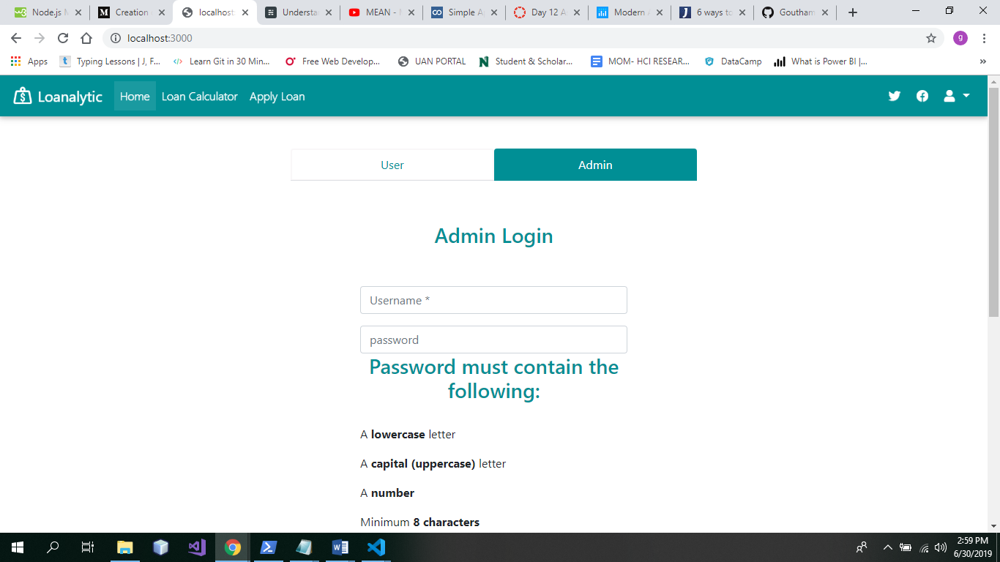 Node.js M
Creation
localhost:
Understa
MEAN -
Simple A
Day 12 A
Modern
6 ways to
Goutham
localhost:3000
g
Apps
Typing Lessons | J, F...
Learn Git in 30 Min...
Free Web Develop...
UAN PORTAL
Student & Scholar...
MOM- HCI RESEAR...
DataCamp
What is Power BI |,...
»
Loanalytic
Home
Loan Calculator
Apply Loan
User
Admin
Admin Login
Username *
password
Password must contain the
following:
A lowercase letter
A capital (uppercase) letter
A number
Minimum 8 characters
2:59 PM
6/30/2019